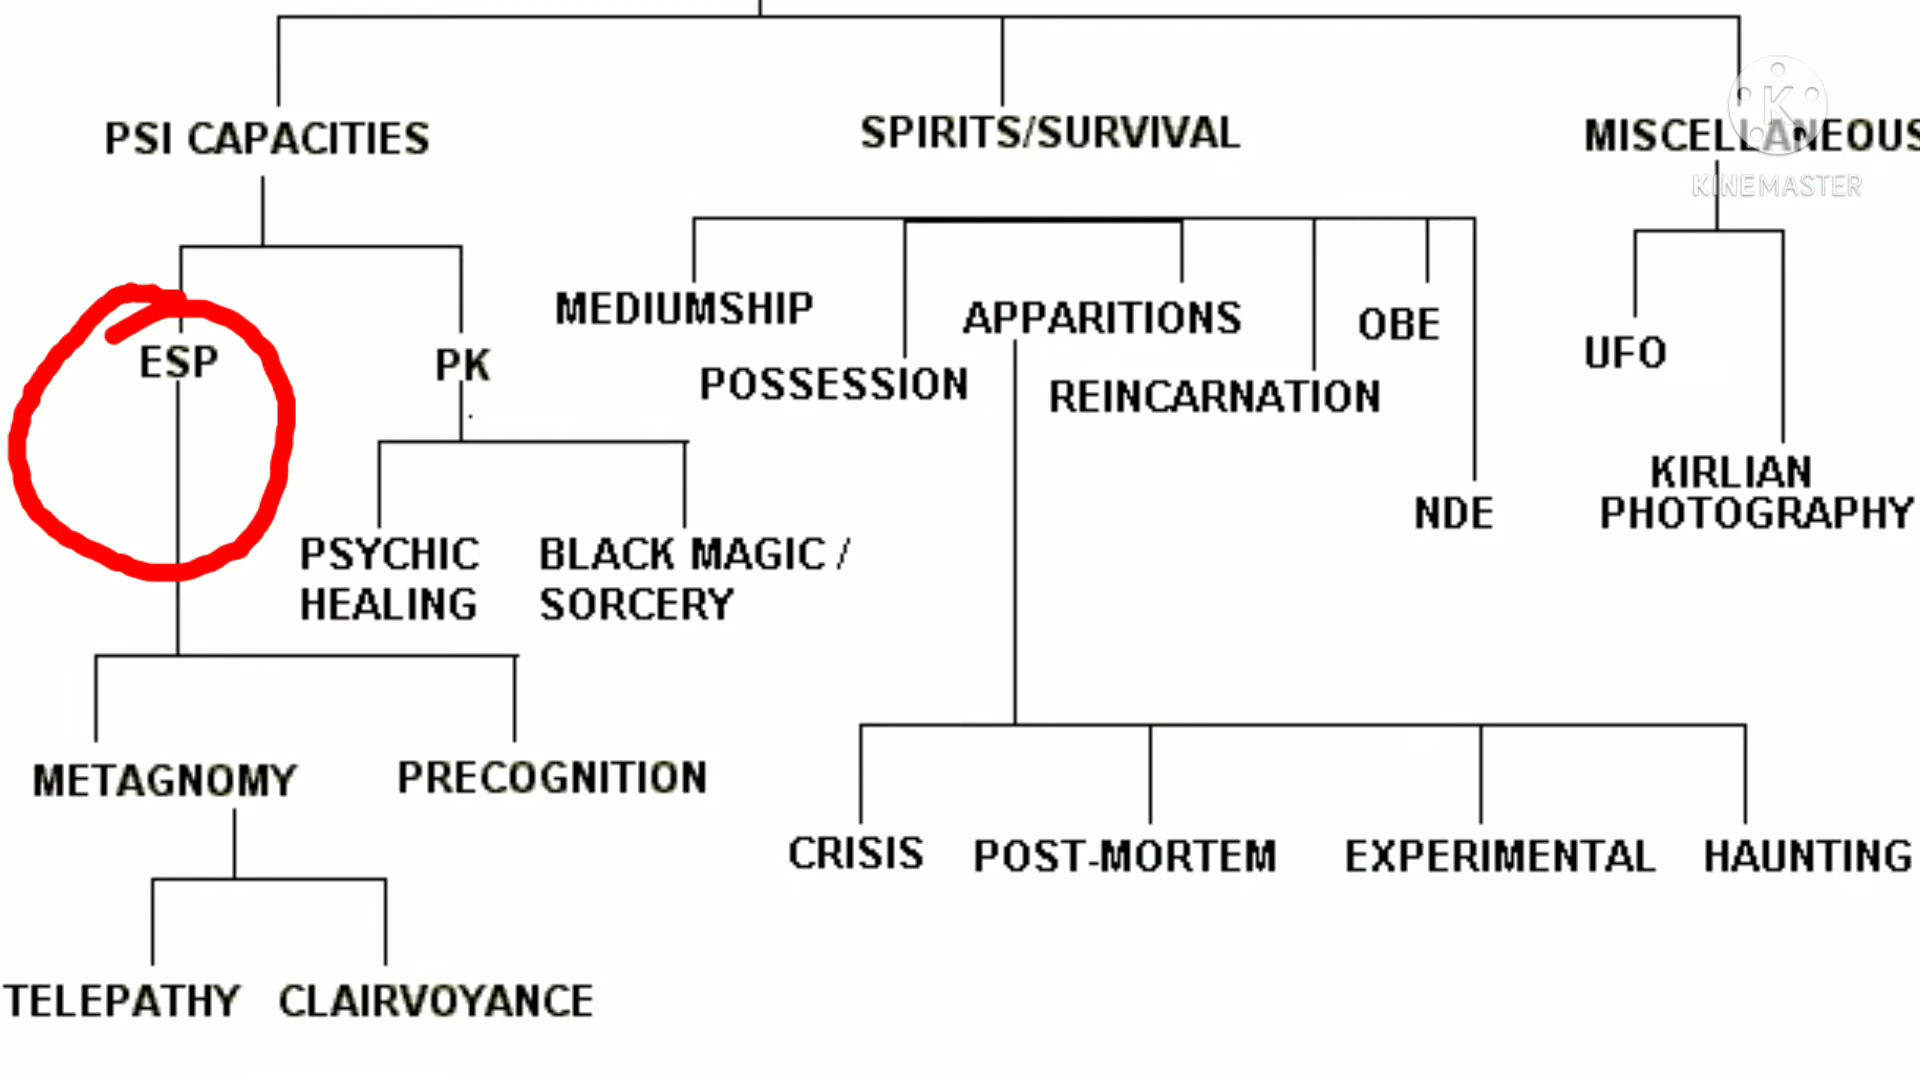 PSI CAPACITIES
SPIRITS/SURVIVAL
MISCELLANEOUS
KINEMASTER
ESP
PK
MEDIUMSHIP
POSSESSION
APPARITIONS
REINCARNATION
OBE
NDE
UFO
KIRLIAN
PHOTOGRAPHY
PSYCHIC
HEALING
BLACK MAGIC /
SORCERY
METAGNOMY
PRECOGNITION
CRISIS
POST-MORTEM
EXPERIMENTAL
HAUNTING
TELEPATHY
CLAIRVOYANCE